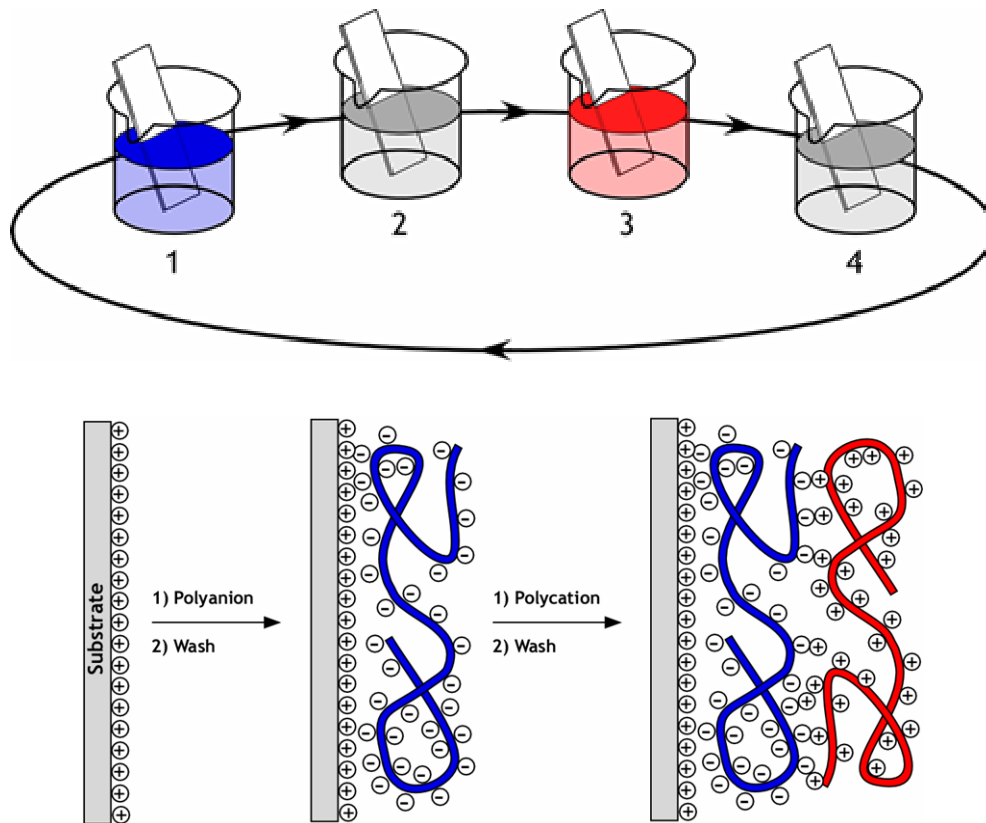 1
2
3
4
Substrate
1) Polyanion
2) Wash
1) Polycation
2) Wash